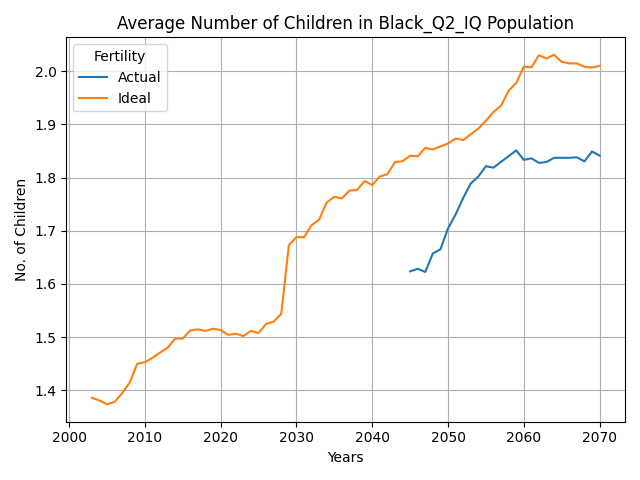 Average Number of Children in Black_Q2_IQ Population
Fertility
Actual
Ideal
No. of Children
2.0
1.9
1.8
1.7
1.6
1.5
1.4
2000 2010 2020 2030 2040 2050 2060 2070
Years